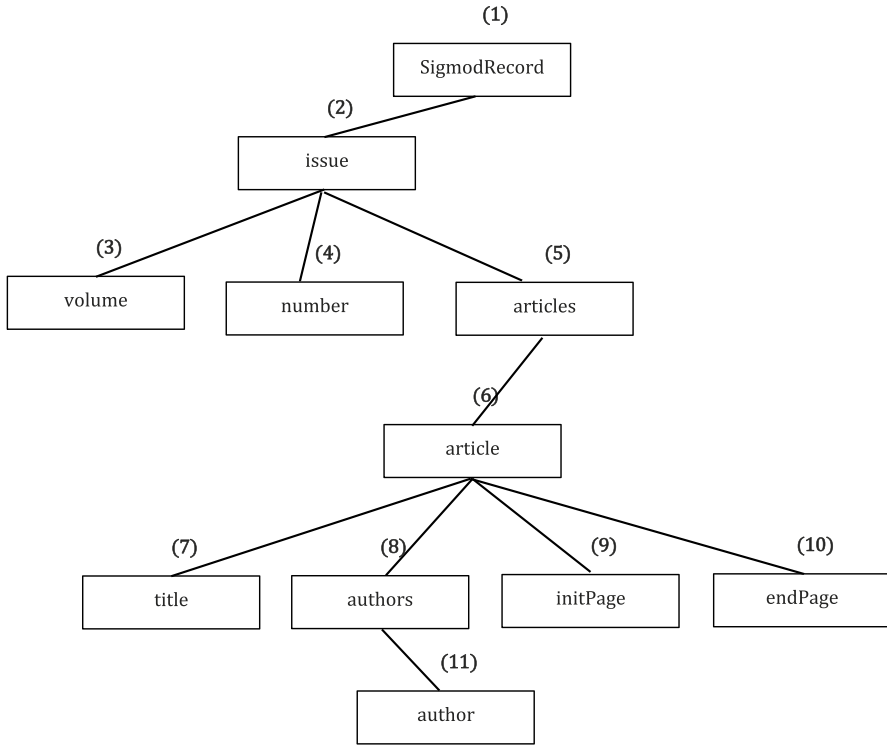 (1)
SigmodRecord
(2)
issue
(3)
(4)
(5)
volume
number
articles
(6)
article
(7)
(8)
(9)
(10)
title
authors
initPage
endPage
(11)
author